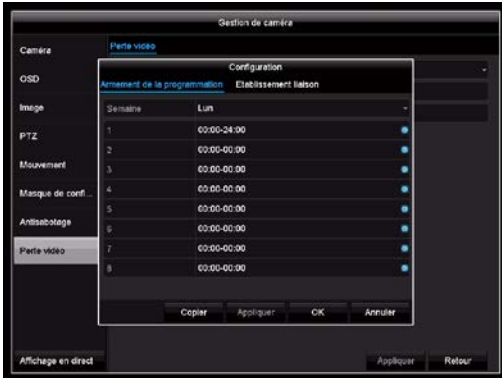 Gestion de caméra
Caméra
OSD
Image
PTZ
Mouvement
Masque de confi...
Antisabotage
Perte vidéo
Affichage en direct
Perte vidéo
Configuration
Armement de la programmation Etablissement liaison
Semaine Lun
1 00:00-24:00
2 00:00-00:00
3 00:00-00:00
4 00:00-00:00
5 00:00-00:00
6 00:00-00:00
7 00:00-00:00
8 00:00-00:00
Copier Appliquer OK Annuler
Appliquer Retour